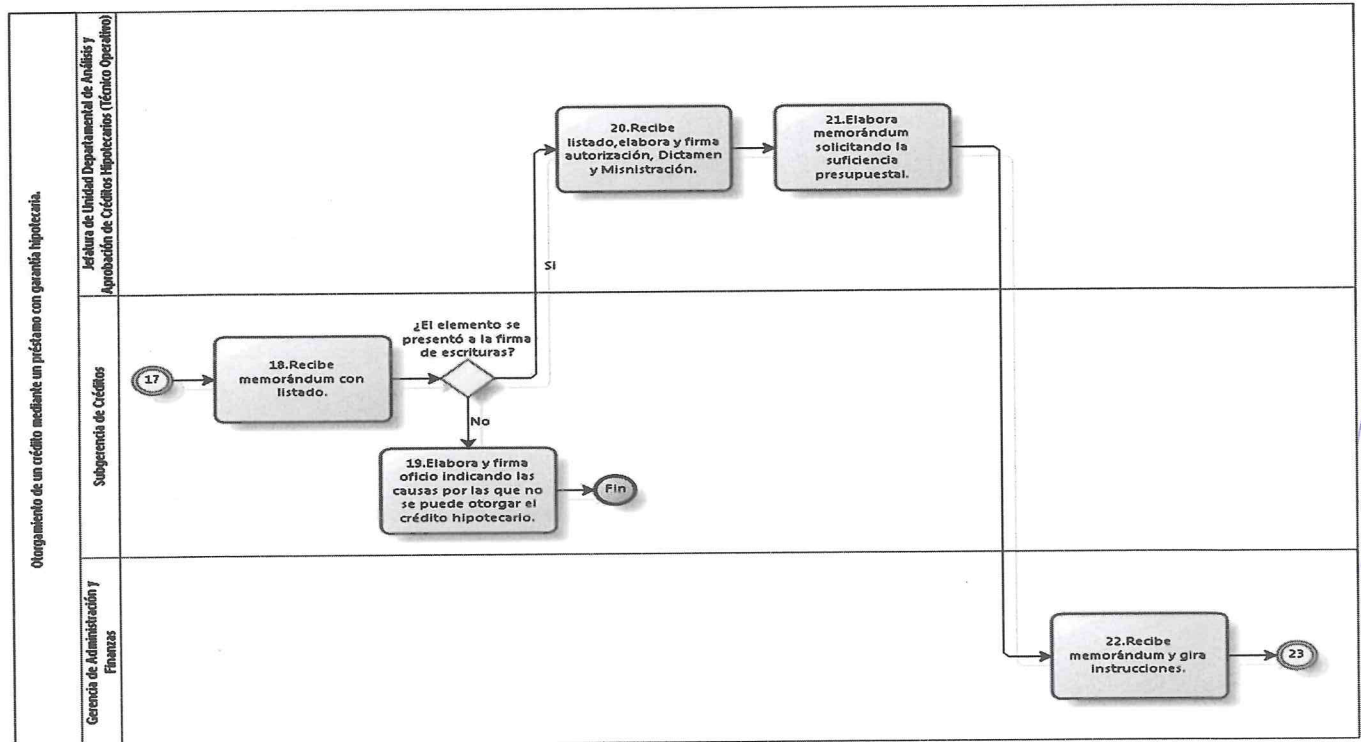 Otorgamiento de un crédito mediante un préstamo con garantía hipotecaria.
Jefatura de Unidad Departamental de Análisis y
Aprobación de Créditos Hipotecarios (Técnico Operativo)
20.Recibe
listado,elabora y firma
autorización, Dictamen
y Misnistración.
21.Elabora
memorándum
solicitando la
suficiencia
presupuestal.
Si
Subgerencia de Créditos
17
18.Recibe
memorándum con
listado.
¿El elemento se
presentó a la firma
de escrituras?
No
19.Elabora y firma
oficio indicando las
causas por las que no
se puede otorgar el
crédito hipotecario.
Fin
Gerencia de Administración y
Finanzas
22.Recibe
memorándum y gira
instrucciones.
23